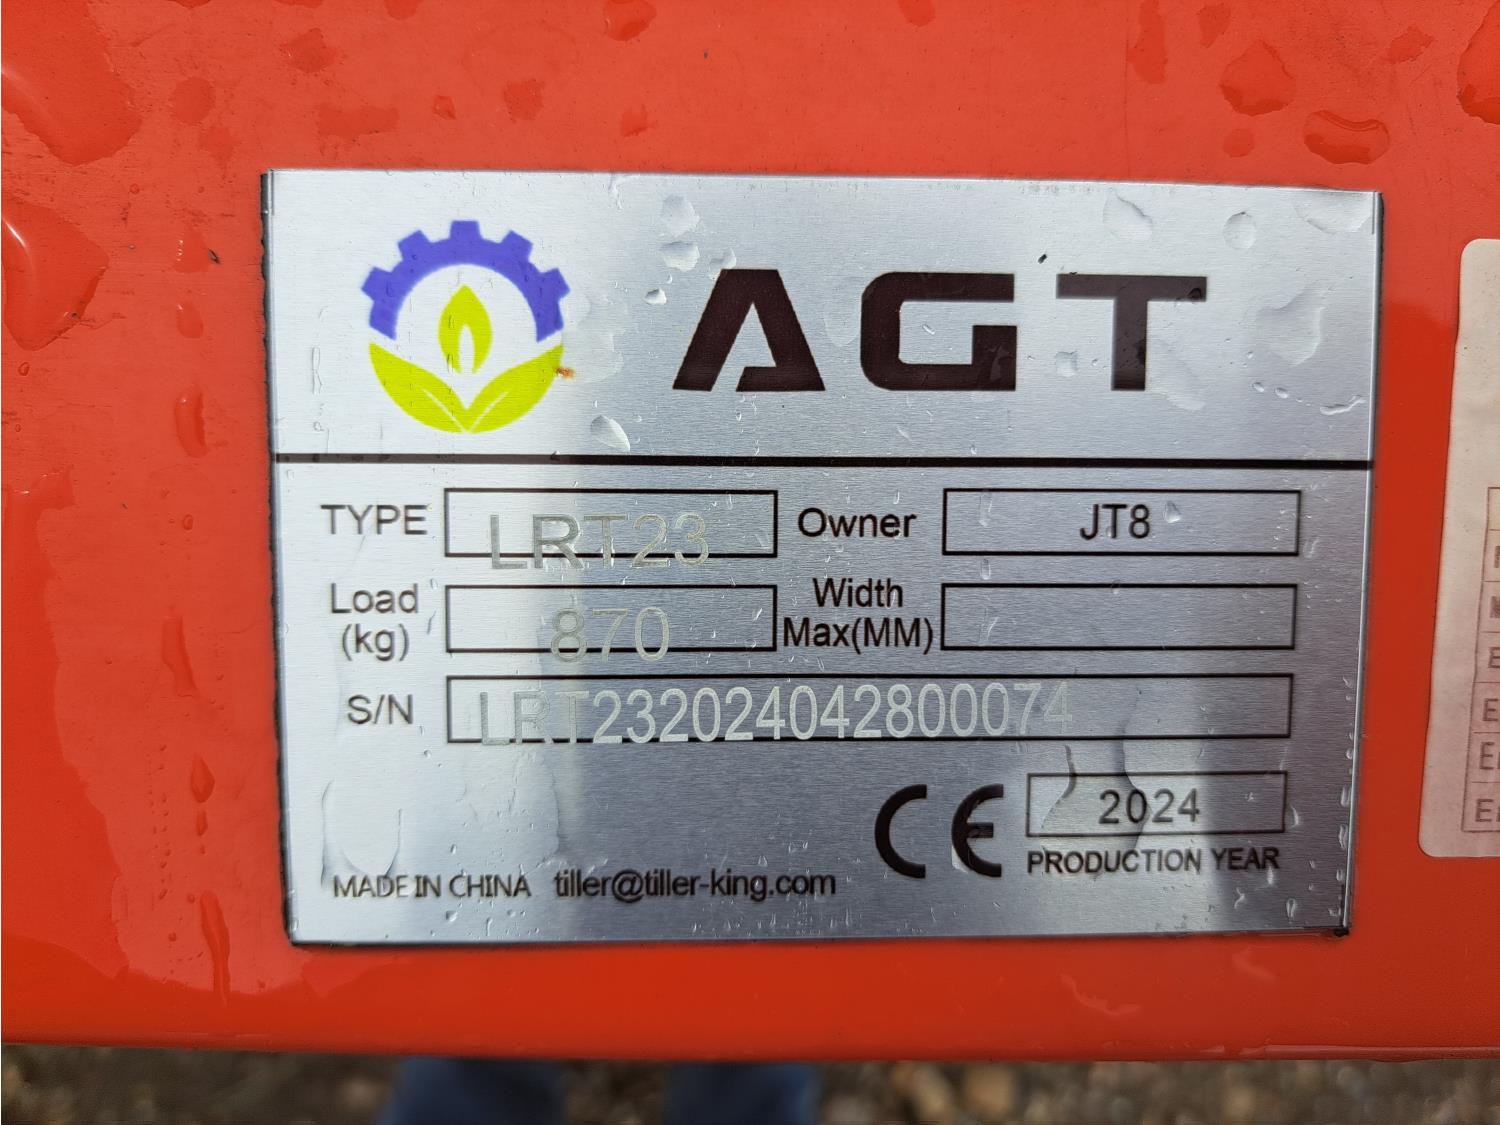 AGT
TYPE LRT23 Owner JT8
Load (kg) 870 Width Max(MM)
S/N LRT232024042800074
CE 2024
PRODUCTION YEAR
MADE IN CHINA tiller@tiller-king.com